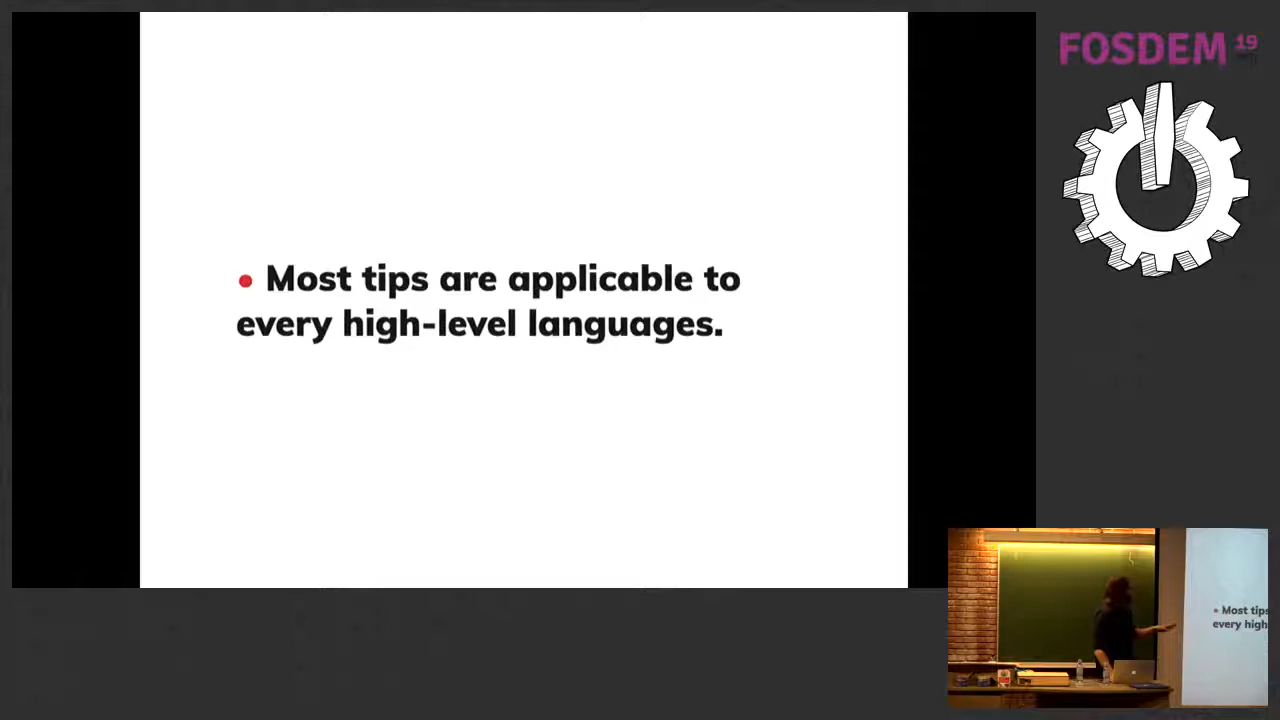 FOSDEM 19
• Most tips are applicable to
every high-level languages.
• Most tips
every high